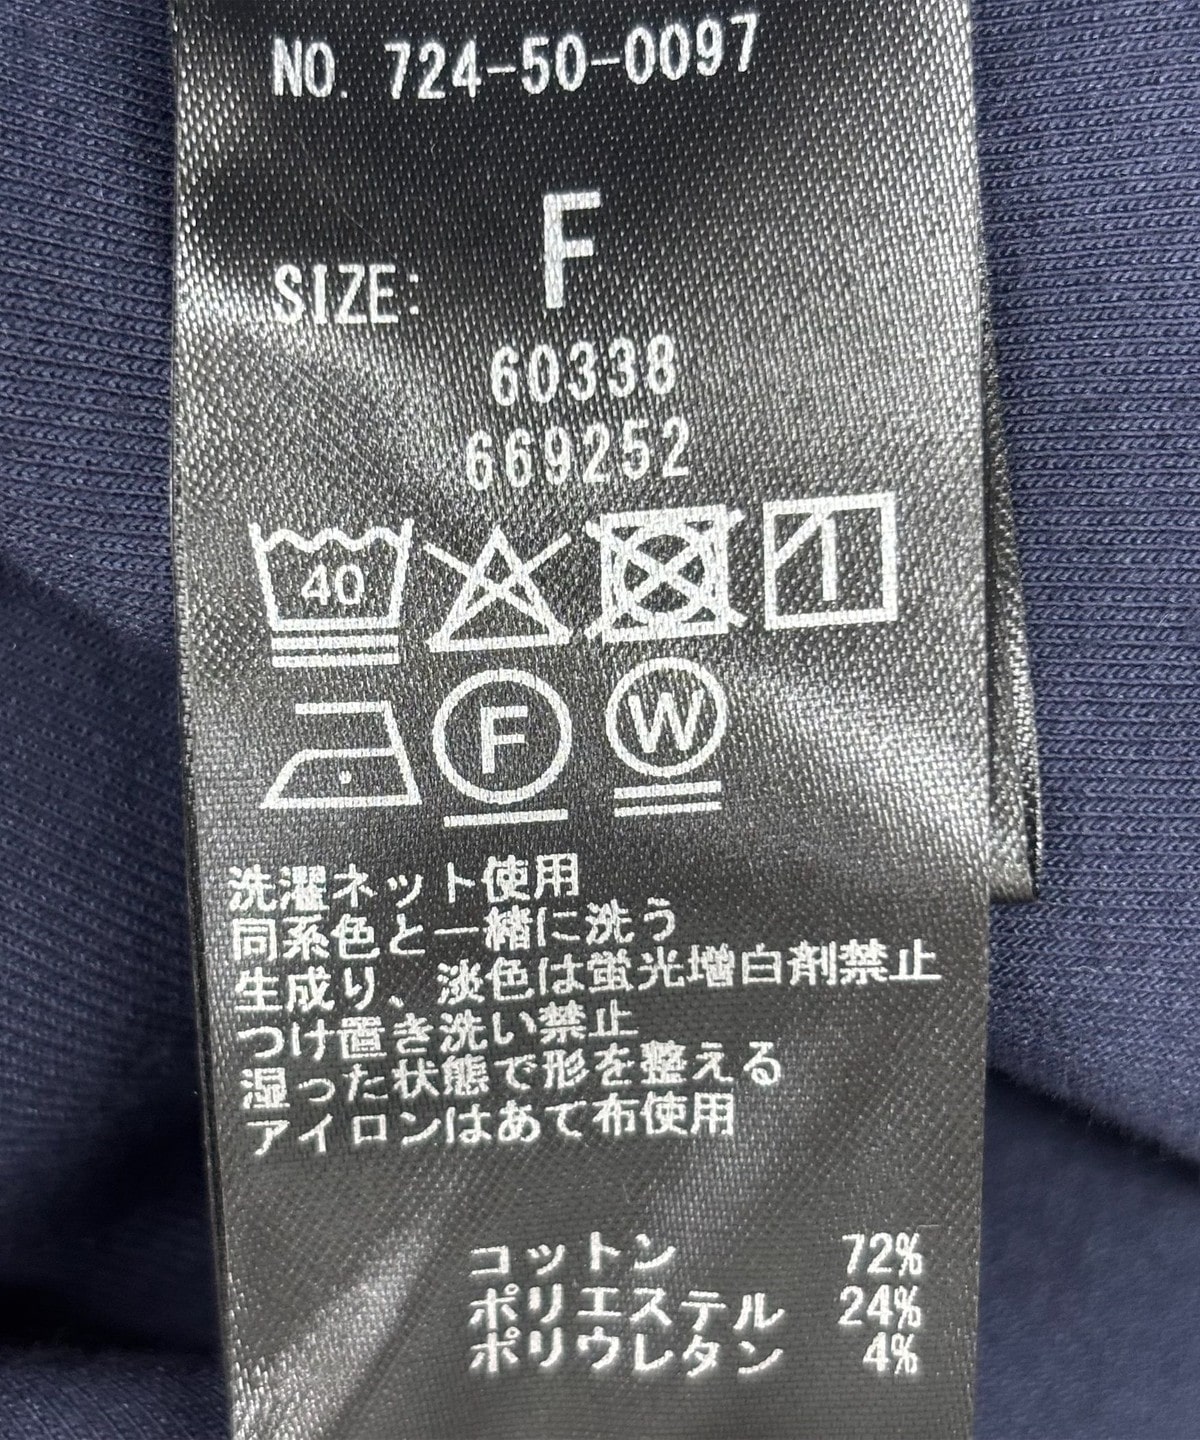 NO. 724-50-0097
SIZE: F
60338
669252
40
F W
洗濯ネット使用
同系色と一緒に洗う
生成り、淡色は蛍光増白剤禁止
つけ置き洗い禁止
湿った状態で形を整える
アイロンはあて布使用
コットン 72%
ポリエステル 24%
ポリウレタン 4%